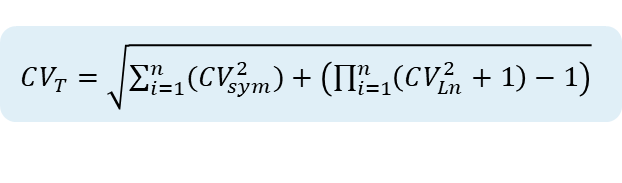 CV_T = √(∑_{i=1}^{n}(CV_{sym}^{2}) + (∏_{i=1}^{n}(CV_{Ln}^{2} + 1) − 1))